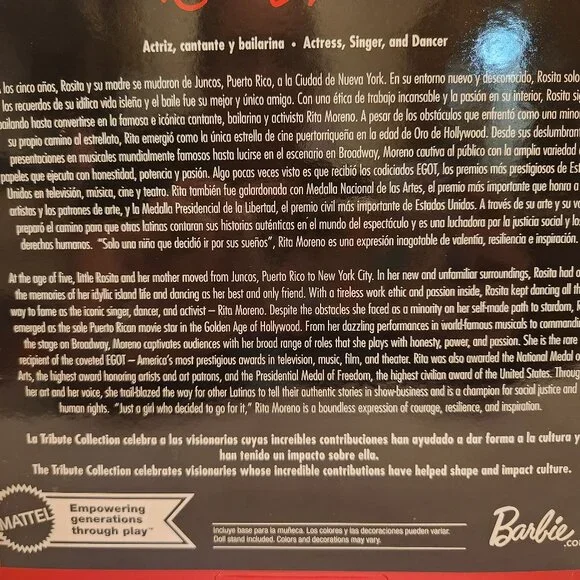 Actriz, cantante y bailarina • Actress, Singer, and Dancer
los cinco años, Rosita y su madre se mudaron de Juncos, Puerto Rico, a la Ciudad de Nueva York. En su entorno nuevo y desconocido, Rosita solo
los recuerdos de su idílica vida isleña y el baile fue su mejor y único amigo. Con una ética de trabajo incansable y la pasión en su interior, Rosita
bailando hasta convertirse en la famosa e icónica cantante, bailarina y activista Rita Moreno. A pesar de los obstáculos que enfrentó como una
su propio camino al estrellato, Rita emergió como la única estrella de cine puertorriqueña en la edad de Oro de Hollywood. Desde sus
presentaciones en musicales mundialmente famosos hasta lucirse en el escenario en Broadway, Moreno cautiva al público con la amplia variedad
papeles que ejecuta con honestidad, potencia y pasión. Algo pocas veces visto es que recibió los codiciados EGOT, los premios más prestigiosos de
Unidos en televisión, música, cine y teatro. Rita también fue galardonada con Medalla Nacional de las Artes, el premio más importante que honra a
artistas y los patrones de arte, y la Medalla Presidencial de la Libertad, el premio civil más importante de Estados Unidos. A través de su arte y su
preparó el camino para que otras latinas contaran sus historias auténticas en el mundo del espectáculo y es una luchadora por la justicia social y los
derechos humanos. "Solo una niña que decidió ir por sus sueños", Rita Moreno es una expresión inagotable de valentía, resiliencia e inspiración.
At the age of five, little Rosita and her mother moved from Juncos, Puerto Rico to New York City. In her new and unfamiliar surroundings, Rosita had
the memories of her idyllic island life and dancing as her best and only friend. With a tireless work ethic and passion inside, Rosita kept dancing all the
way to fame as the iconic singer, dancer, and activist – Rita Moreno. Despite the obstacles she faced as a minority on her self-made path to stardom,
emerged as the sole Puerto Rican movie star in the Golden Age of Hollywood. From her dazzling performances in world-famous musicals to
the stage on Broadway, Moreno captivates audiences with her broad range of roles that she plays with honesty, power, and passion. She is the rare
recipient of the coveted EGOT – America's most prestigious awards in television, music, film, and theater. Rita was also awarded the National Medal
Arts, the highest award honoring artists and art patrons, and the Presidential Medal of Freedom, the highest civilian award of the United States.
her art and her voice, she trail-blazed the way for other Latinas to tell their authentic stories in show-business and is a champion for social justice and
human rights. "Just a girl who decided to go for it," Rita Moreno is a boundless expression of courage, resilience, and inspiration.
La Tribute Collection celebra a las visionarias cuyas increíbles contribuciones han ayudado a dar forma a la cultura y
han tenido un impacto sobre ella.
The Tribute Collection celebrates visionaries whose incredible contributions have helped shape and impact culture.
MATTEL
Empowering
generations
through play™
Incluye base para la muñeca. Los colores y las decoraciones pueden variar.
Doll stand included. Colors and decorations may vary.
Barbie